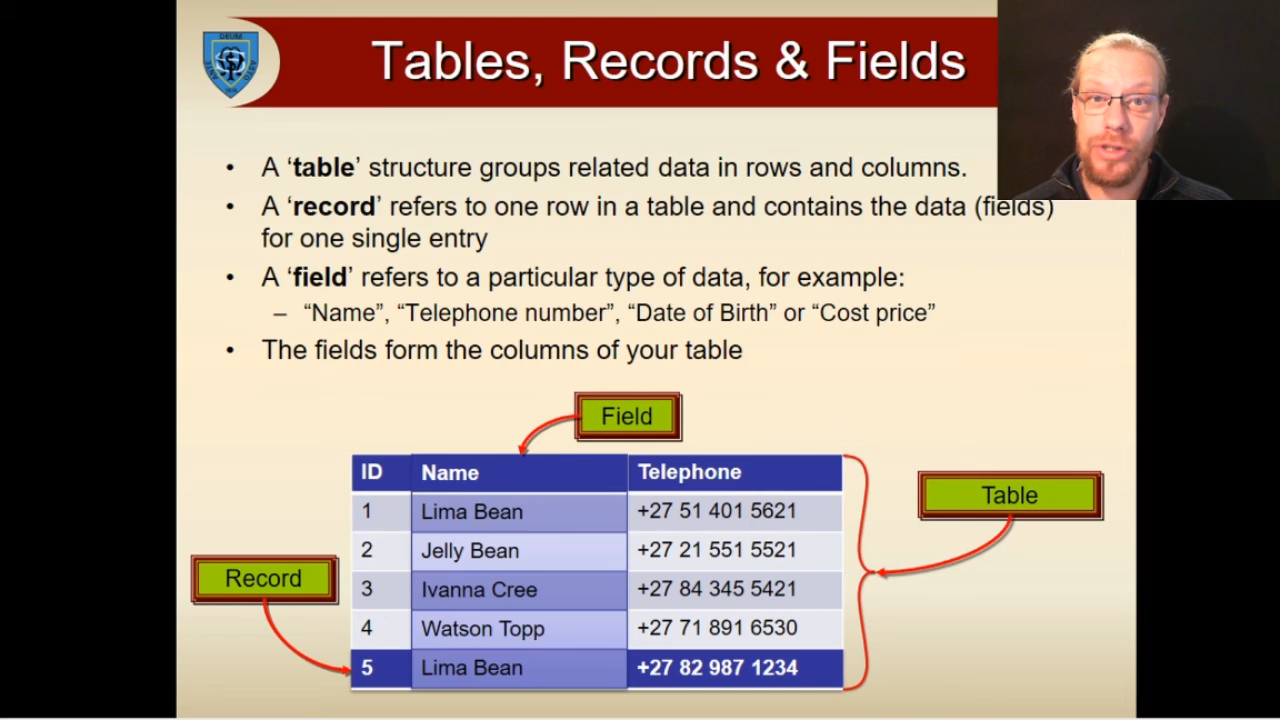 DEUM
Tables, Records & Fields
• A ‘table’ structure groups related data in rows and columns.
• A ‘record’ refers to one row in a table and contains the data (fields)
for one single entry
• A ‘field’ refers to a particular type of data, for example:
– “Name”, “Telephone number”, “Date of Birth” or “Cost price”
• The fields form the columns of your table
Field
ID Name Telephone
Table
1 Lima Bean +27 51 401 5621
2 Jelly Bean +27 21 551 5521
Record
3 Ivanna Cree +27 84 345 5421
4 Watson Topp +27 71 891 6530
5 Lima Bean +27 82 987 1234